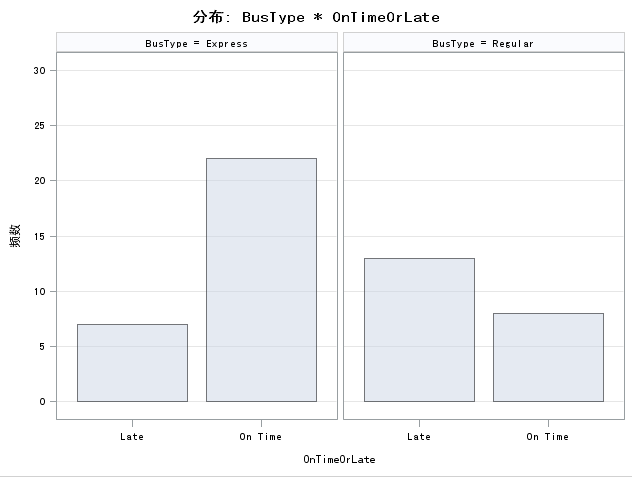 分布: BusType * OnTimeOrLate
BusType = Express
BusType = Regular
30
25
20
15
10
5
0
频数
Late
On Time
Late
On Time
OnTimeOrLate